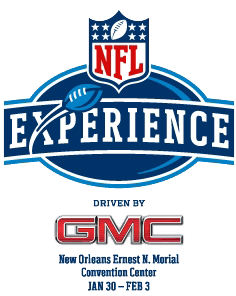 NFL
EXPERIENCE
DRIVEN BY
GMC
New Orleans Ernest N. Morial
Convention Center
JAN 30 – FEB 3